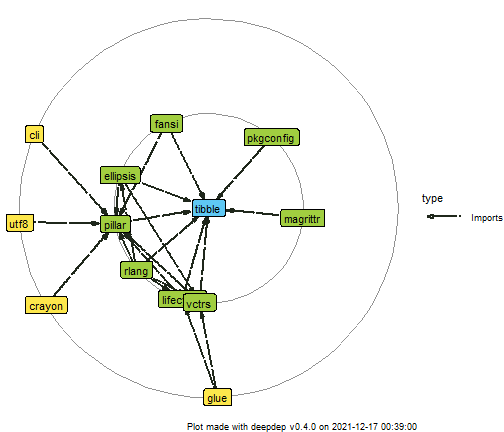 fansi
cli
pkgconfig
ellipsis
type
tibble
Imports
utf8
pillar
magrittr
rlang
vctrs
crayon
glue
Plot made with deepdep v0.4.0 on 2021-12-17 00:39:00